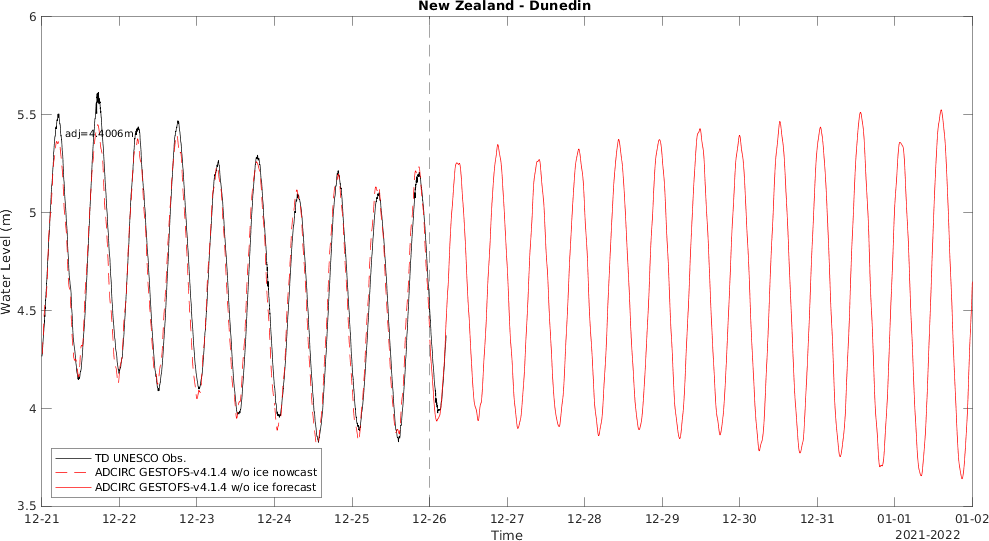 New Zealand - Dunedin
6
5.5
5
4.5
4
3.5
Water Level (m)
adj=4.4006m
TD UNESCO Obs.
ADCIRC GESTOFS-v4.1.4 w/o ice nowcast
ADCIRC GESTOFS-v4.1.4 w/o ice forecast
12-21 12-22 12-23 12-24 12-25 12-26 12-27 12-28 12-29 12-30 12-31 01-01 01-02
Time
2021-2022